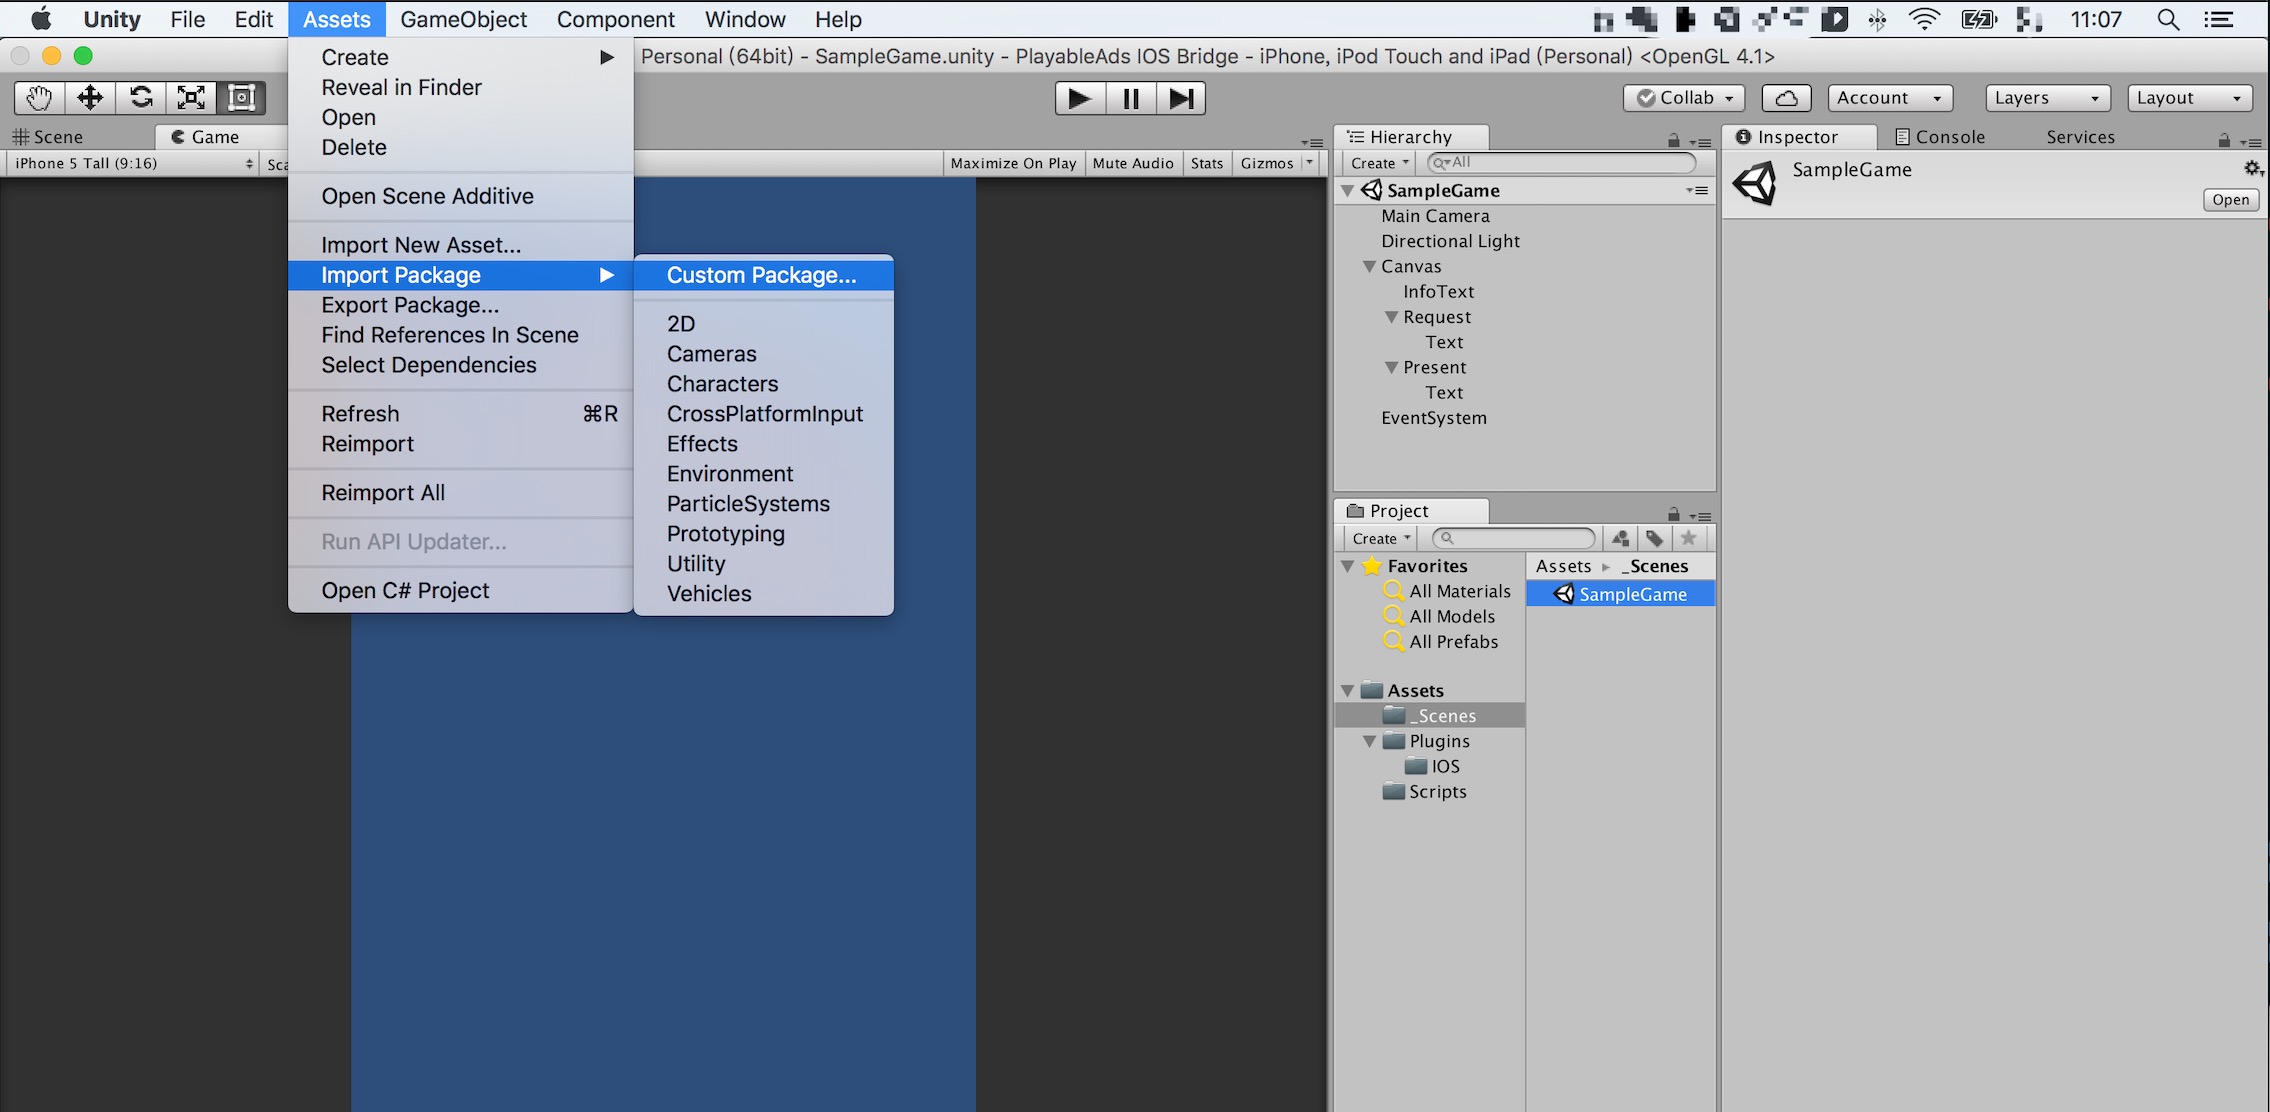 Unity File Edit Assets GameObject Component Window Help 11:07
Personal (64bit) - SampleGame.unity - PlayableAds IOS Bridge - iPhone, iPod Touch and iPad (Personal) <OpenGL 4.1>
Collab Account Layers Layout
Scene Game
iPhone 5 Tall (9:16) Sca Maximize On Play Mute Audio Stats Gizmos
Create
Reveal in Finder
Open
Delete
Open Scene Additive
Import New Asset...
Import Package
Export Package...
Find References In Scene
Select Dependencies
Refresh ⌘R
Reimport
Reimport All
Run API Updater...
Open C# Project
Custom Package...
2D
Cameras
Characters
CrossPlatformInput
Effects
Environment
ParticleSystems
Prototyping
Utility
Vehicles
Hierarchy
Create All
SampleGame
Main Camera
Directional Light
Canvas
InfoText
Request
Text
Present
Text
EventSystem
Project
Create
Favorites
All Materials
All Models
All Prefabs
Assets
_Scenes
Plugins
IOS
Scripts
Assets _Scenes
SampleGame
Inspector Console Services
SampleGame
Open